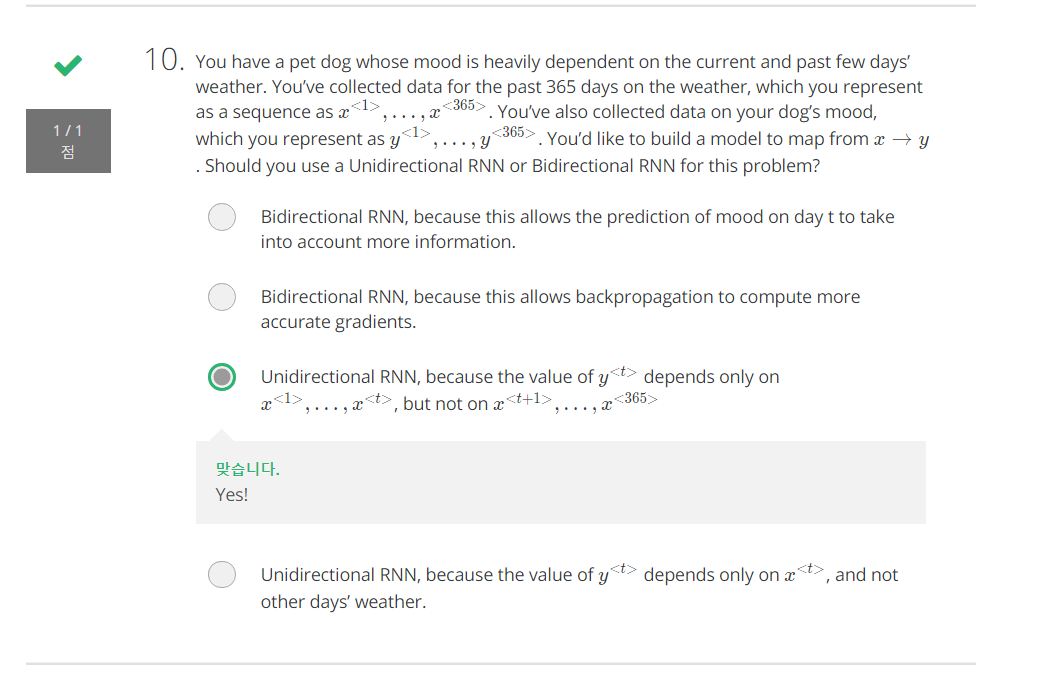 10. You have a pet dog whose mood is heavily dependent on the current and past few days’
weather. You’ve collected data for the past 365 days on the weather, which you represent
as a sequence as x^{<1>}, . . . , x^{<365>}. You’ve also collected data on your dog’s mood,
1 / 1
점
which you represent as y^{<1>}, . . . , y^{<365>}. You’d like to build a model to map from x → y
. Should you use a Unidirectional RNN or Bidirectional RNN for this problem?
Bidirectional RNN, because this allows the prediction of mood on day t to take
into account more information.
Bidirectional RNN, because this allows backpropagation to compute more
accurate gradients.
Unidirectional RNN, because the value of y^{<t>} depends only on
x^{<1>}, . . . , x^{<t>}, but not on x^{<t+1>}, . . . , x^{<365>}
맞습니다.
Yes!
Unidirectional RNN, because the value of y^{<t>} depends only on x^{<t>}, and not
other days’ weather.